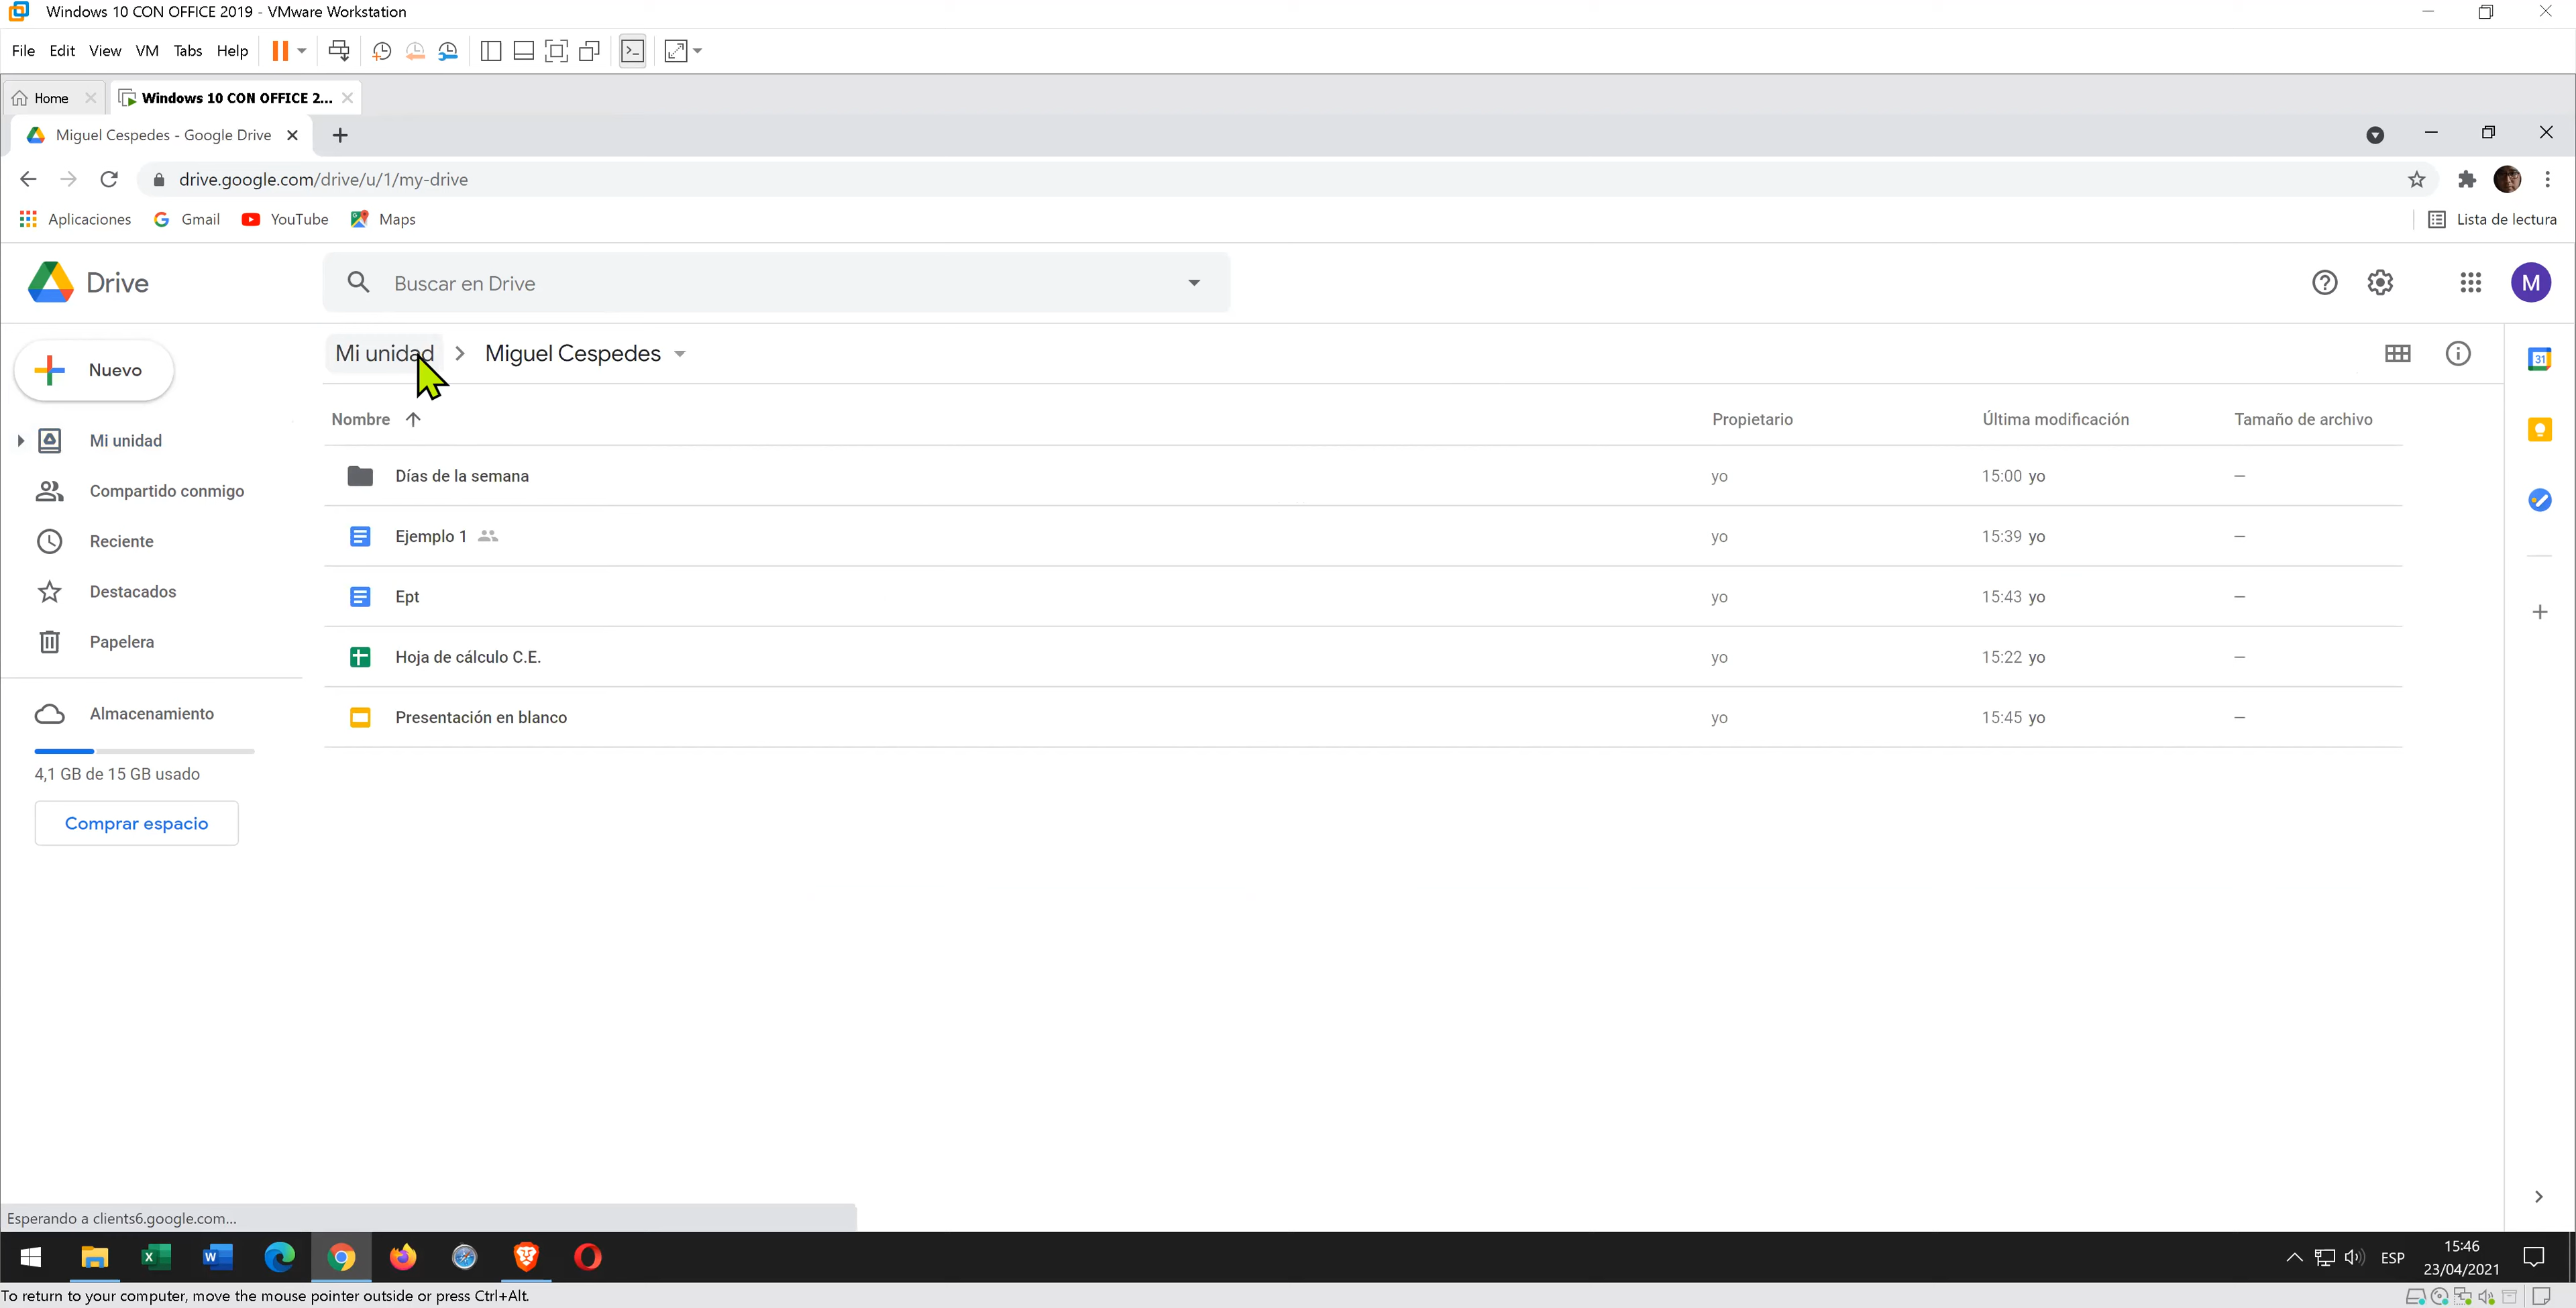 Windows 10 CON OFFICE 2019 - VMware Workstation
File Edit View VM Tabs Help
Home Windows 10 CON OFFICE 2...
Miguel Cespedes - Google Drive
drive.google.com/drive/u/1/my-drive
Aplicaciones Gmail YouTube Maps Lista de lectura
Drive Buscar en Drive M
Nuevo Mi unidad Miguel Cespedes
31
Nombre Propietario Última modificación Tamaño de archivo
Mi unidad
Compartido conmigo
Reciente
Destacados
Papelera
Días de la semana yo 15:00 yo –
Ejemplo 1 yo 15:39 yo –
Ept yo 15:43 yo –
Hoja de cálculo C.E. yo 15:22 yo –
Presentación en blanco yo 15:45 yo –
Almacenamiento
4,1 GB de 15 GB usado
Comprar espacio
Esperando a clients6.google.com...
ESP 15:46
23/04/2021
To return to your computer, move the mouse pointer outside or press Ctrl+Alt.